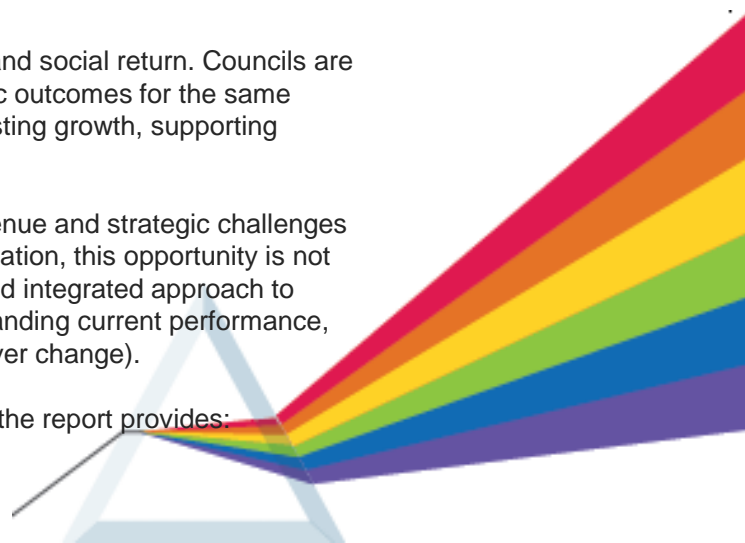 and social return. Councils are
c outcomes for the same
sting growth, supporting
enue and strategic challenges
ation, this opportunity is not
d integrated approach to
anding current performance,
ver change).
the report provides: